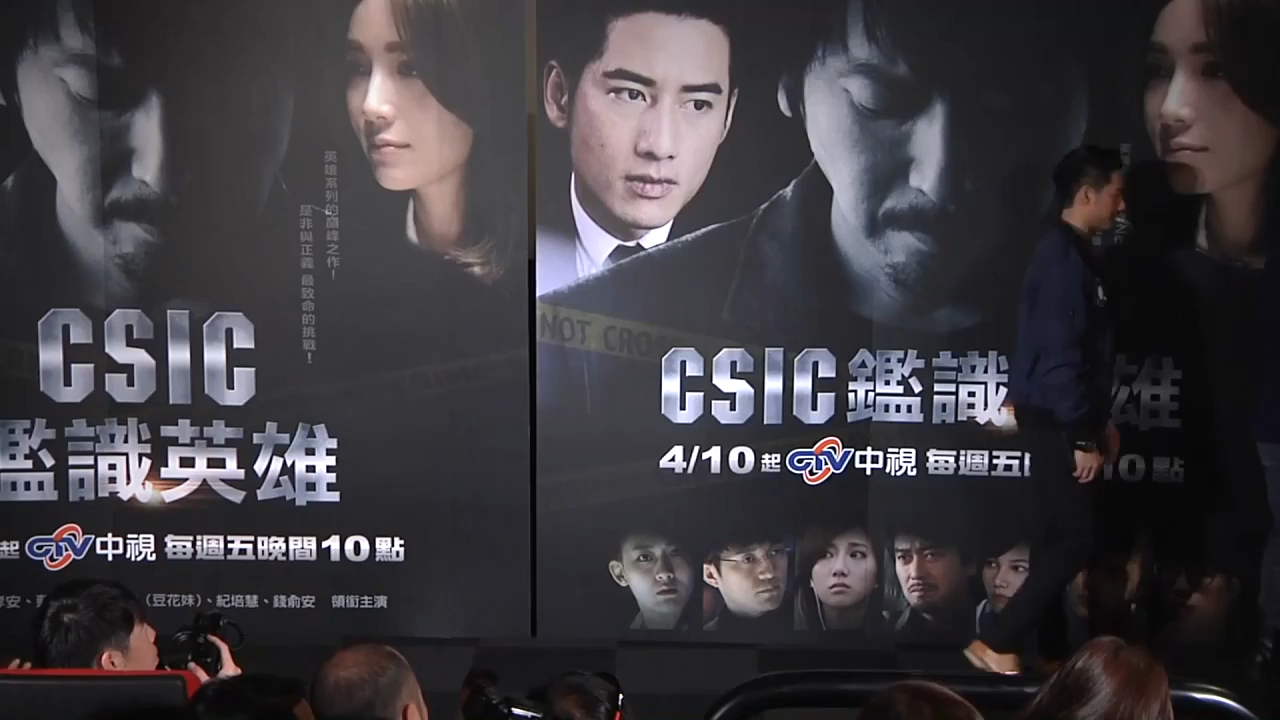 英雄系列的巔峰之作！
是非與正義 最致命的挑戰！
CSIC
鑑識英雄
起 CTV 中視 每週五晚間10點
（豆花妹）、紀培慧、錢俞安 領銜主演
NOT CRO
CSIC鑑識 雄
4/10起 CTV 中視 每週五 10點